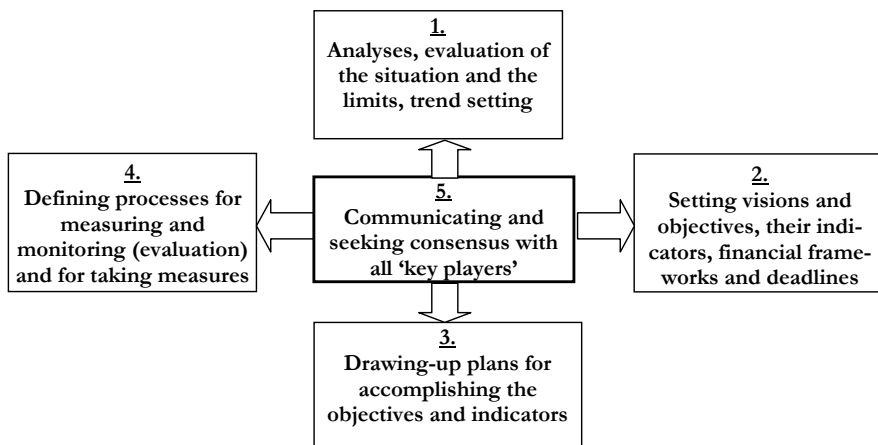 1.
Analyses, evaluation of
the situation and the
limits, trend setting
4.
Defining processes for
measuring and
monitoring (evaluation)
and for taking measures
5.
Communicating and
seeking consensus with
all ‘key players’
2.
Setting visions and
objectives, their indi-
cators, financial frame-
works and deadlines
3.
Drawing-up plans for
accomplishing the
objectives and indicators